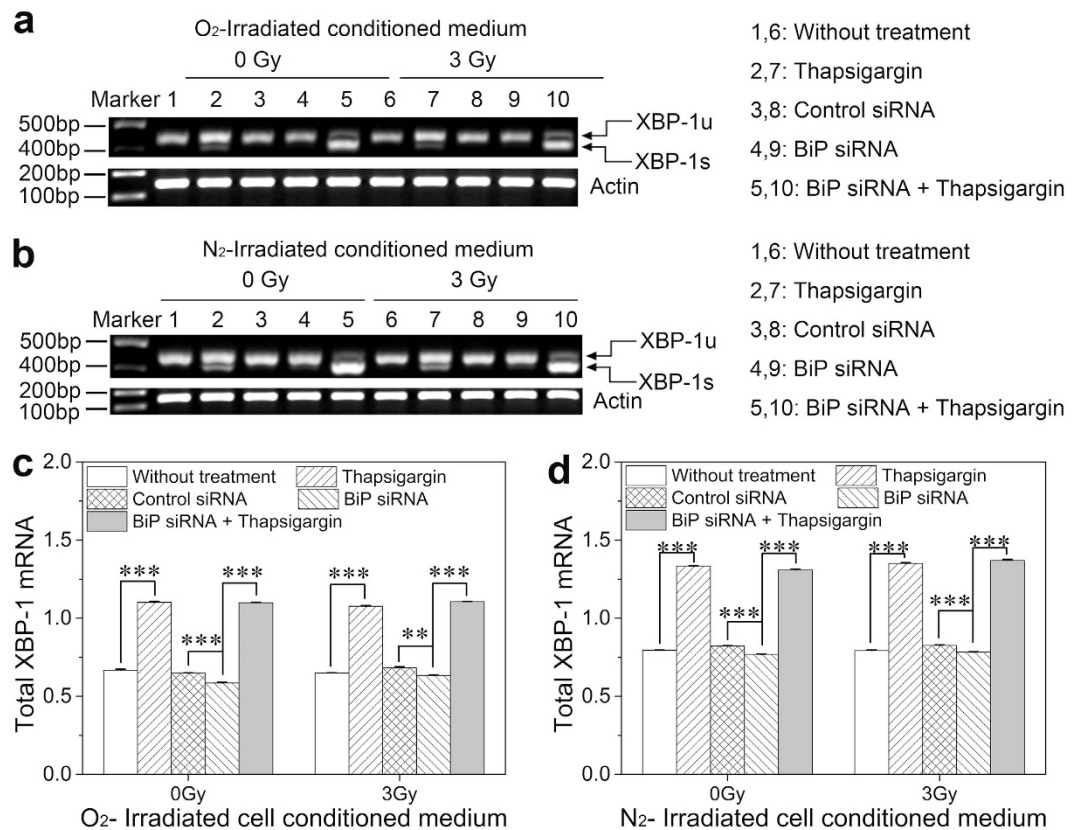 a
O2-Irradiated conditioned medium
0 Gy 3 Gy
Marker 1 2 3 4 5 6 7 8 9 10
500bp
400bp
200bp
100bp
XBP-1u
XBP-1s
Actin
1,6: Without treatment
2,7: Thapsigargin
3,8: Control siRNA
4,9: BiP siRNA
5,10: BiP siRNA + Thapsigargin
b
N2-Irradiated conditioned medium
0 Gy 3 Gy
Marker 1 2 3 4 5 6 7 8 9 10
500bp
400bp
200bp
100bp
XBP-1u
XBP-1s
Actin
1,6: Without treatment
2,7: Thapsigargin
3,8: Control siRNA
4,9: BiP siRNA
5,10: BiP siRNA + Thapsigargin
c
Total XBP-1 mRNA
2.0
1.5
1.0
0.5
0.0
Without treatment Thapsigargin
Control siRNA BiP siRNA
BiP siRNA + Thapsigargin
*** *** *** ***
*** **
0Gy 3Gy
O2- Irradiated cell conditioned medium
d
Total XBP-1 mRNA
2.0
1.5
1.0
0.5
0.0
Without treatment Thapsigargin
Control siRNA BiP siRNA
BiP siRNA + Thapsigargin
*** *** *** ***
*** ***
0Gy 3Gy
N2- Irradiated cell conditioned medium